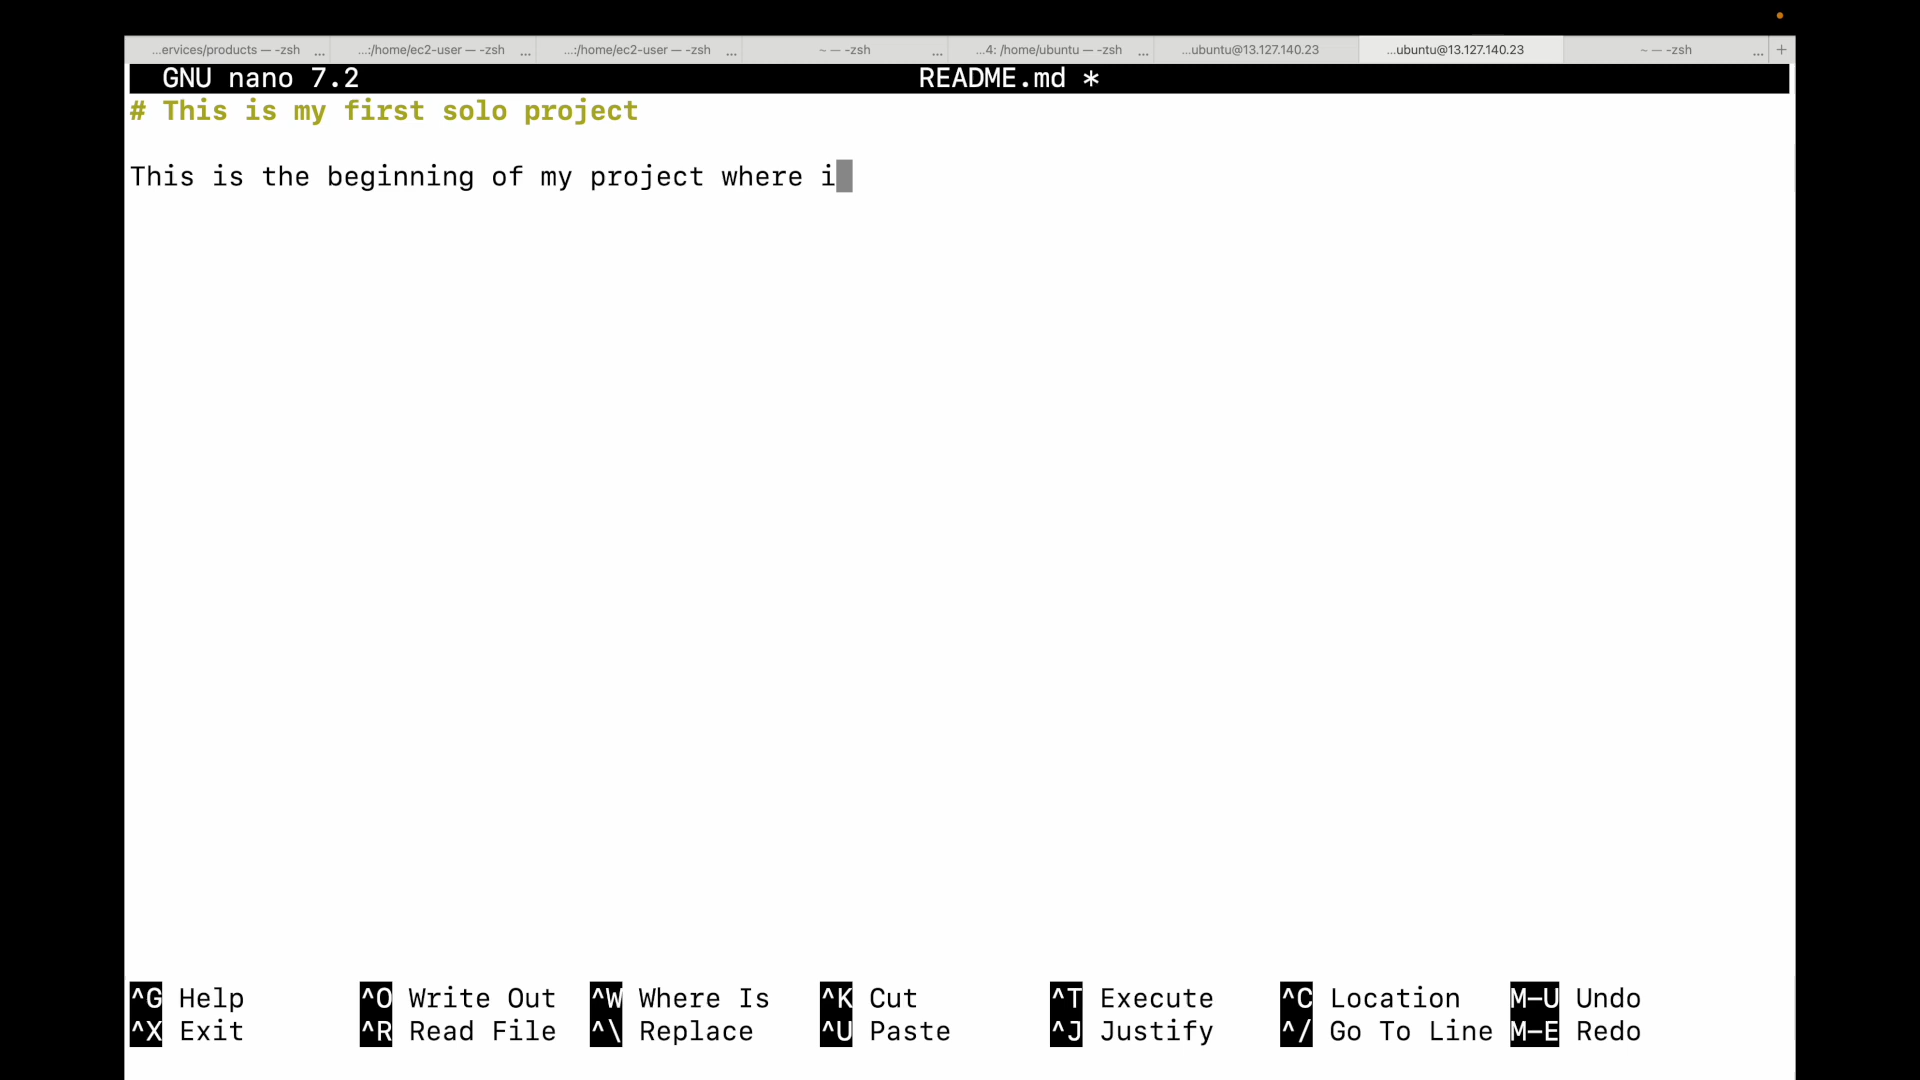 ...ervices/products — -zsh ... ...:/home/ec2-user — -zsh ... ...:/home/ec2-user — -zsh ... ~ — -zsh ... ...4: /home/ubuntu — -zsh ... ...ubuntu@13.127.140.23 ...ubuntu@13.127.140.23 ~ — -zsh ... +
GNU nano 7.2 README.md *
# This is my first solo project
This is the beginning of my project where i
^G Help ^O Write Out ^W Where Is ^K Cut ^T Execute ^C Location M-U Undo
^X Exit ^R Read File ^\ Replace ^U Paste ^J Justify ^/ Go To Line M-E Redo